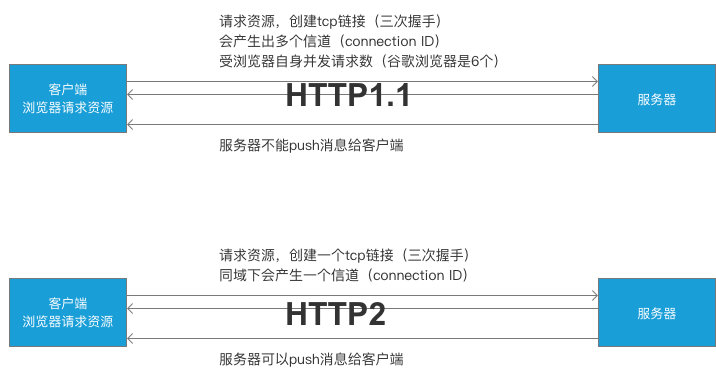 请求资源，创建tcp链接（三次握手）
会产生出多个信道（connection ID）
受浏览器自身并发请求数（谷歌浏览器是6个）
客户端
浏览器请求资源
HTTP1.1
服务器
服务器不能push消息给客户端
请求资源，创建一个tcp链接（三次握手）
同域下会产生一个信道（connection ID）
客户端
浏览器请求资源
HTTP2
服务器
服务器可以push消息给客户端